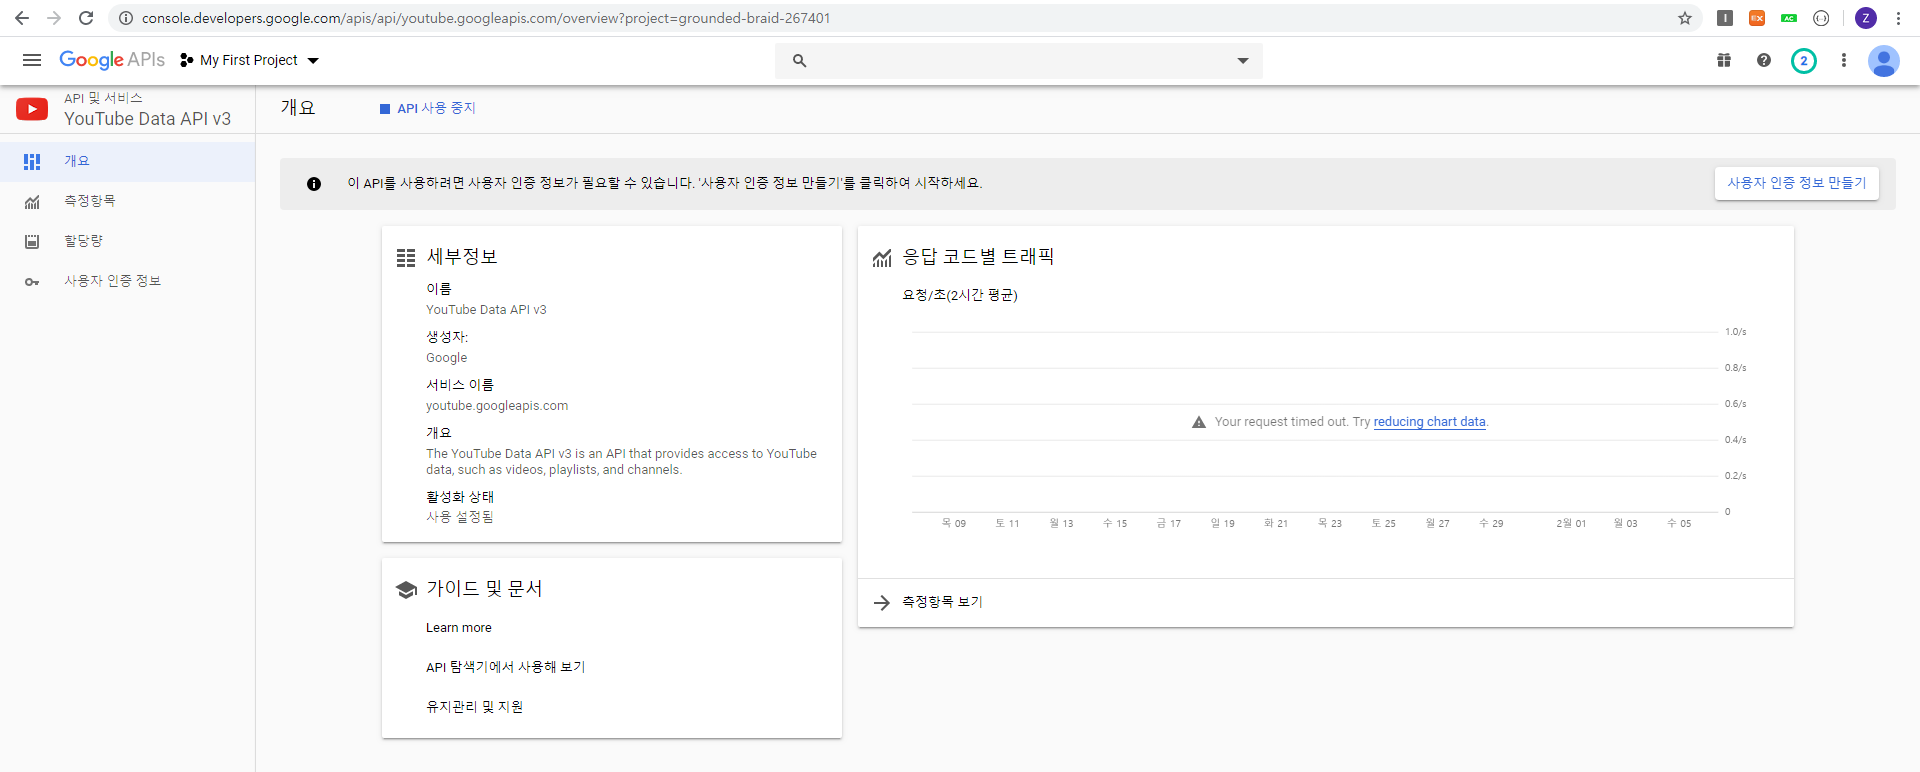 console.developers.google.com/apis/api/youtube.googleapis.com/overview?project=grounded-braid-267401
EX
AC
Z
Google APIs
My First Project
2
API 및 서비스
YouTube Data API v3
개요
API 사용 중지
개요
측정항목
할당량
사용자 인증 정보
이 API를 사용하려면 사용자 인증 정보가 필요할 수 있습니다. '사용자 인증 정보 만들기'를 클릭하여 시작하세요.
사용자 인증 정보 만들기
세부정보
이름
YouTube Data API v3
생성자:
Google
서비스 이름
youtube.googleapis.com
개요
The YouTube Data API v3 is an API that provides access to YouTube
data, such as videos, playlists, and channels.
활성화 상태
사용 설정됨
가이드 및 문서
Learn more
API 탐색기에서 사용해 보기
유지관리 및 지원
응답 코드별 트래픽
요청/초(2시간 평균)
1.0/s
0.8/s
0.6/s
Your request timed out. Try reducing chart data.
0.4/s
0.2/s
0
목 09 토 11 월 13 수 15 금 17 일 19 화 21 목 23 토 25 월 27 수 29 2월 01 월 03 수 05
측정항목 보기